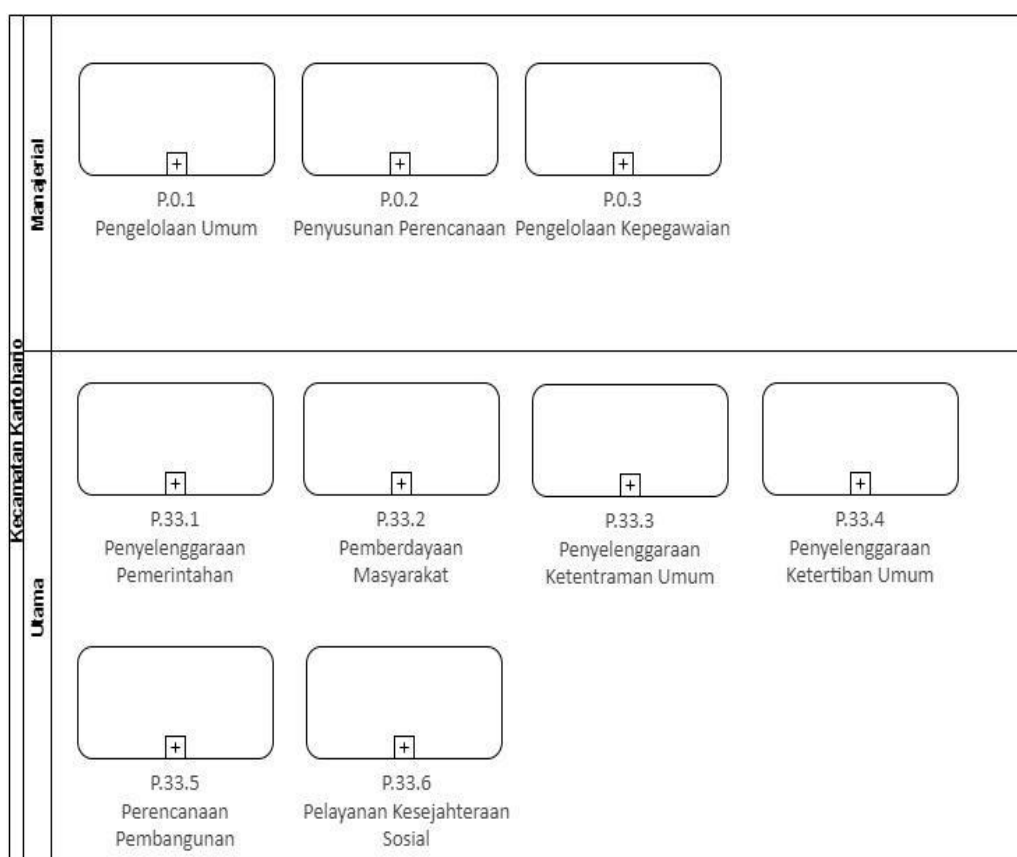 Kecamatan Kartoharjo
Manajerial
P.0.1
Pengelolaan Umum
P.0.2
Penyusunan Perencanaan
P.0.3
Pengelolaan Kepegawaian
Utama
P.33.1
Penyelenggaraan
Pemerintahan
P.33.2
Pemberdayaan
Masyarakat
P.33.3
Penyelenggaraan
Ketentraman Umum
P.33.4
Penyelenggaraan
Ketertiban Umum
P.33.5
Perencanaan
Pembangunan
P.33.6
Pelayanan Kesejahteraan
Sosial